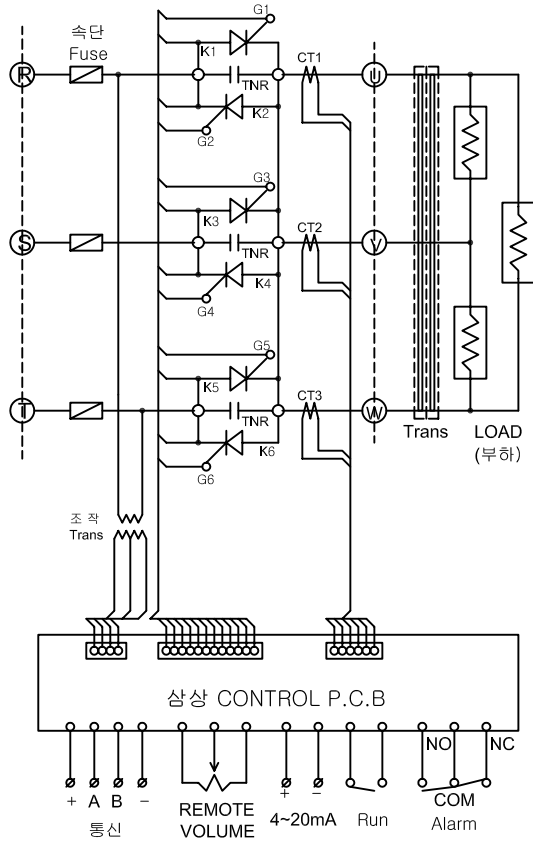 G1
속단
Fuse
K1
CT1
R
U
TNR
K2
G2
G3
K3
CT2
S
V
TNR
K4
G4
G5
K5
CT3
T
W
TNR
K6
G6
Trans
LOAD
(부하)
조 작
Trans
삼상 CONTROL P.C.B
NO
NC
+ A B -
통신
REMOTE
VOLUME
+ -
4~20mA
Run
COM
Alarm